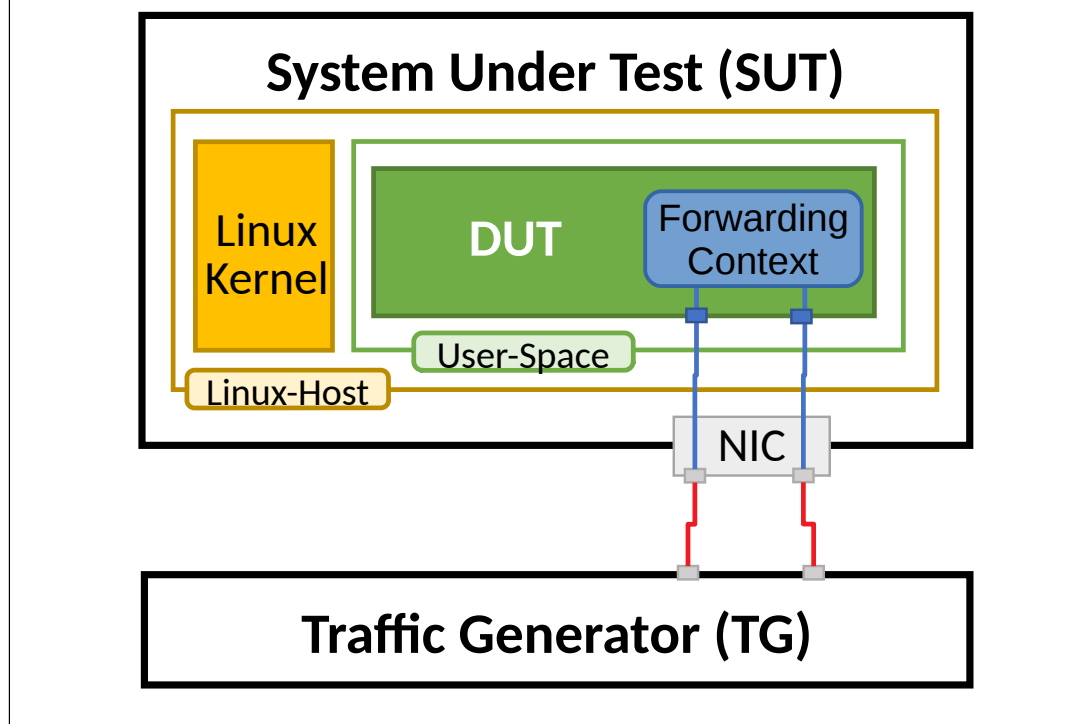 System Under Test (SUT)
Linux
Kernel
DUT
Forwarding
Context
User-Space
Linux-Host
NIC
Traffic Generator (TG)